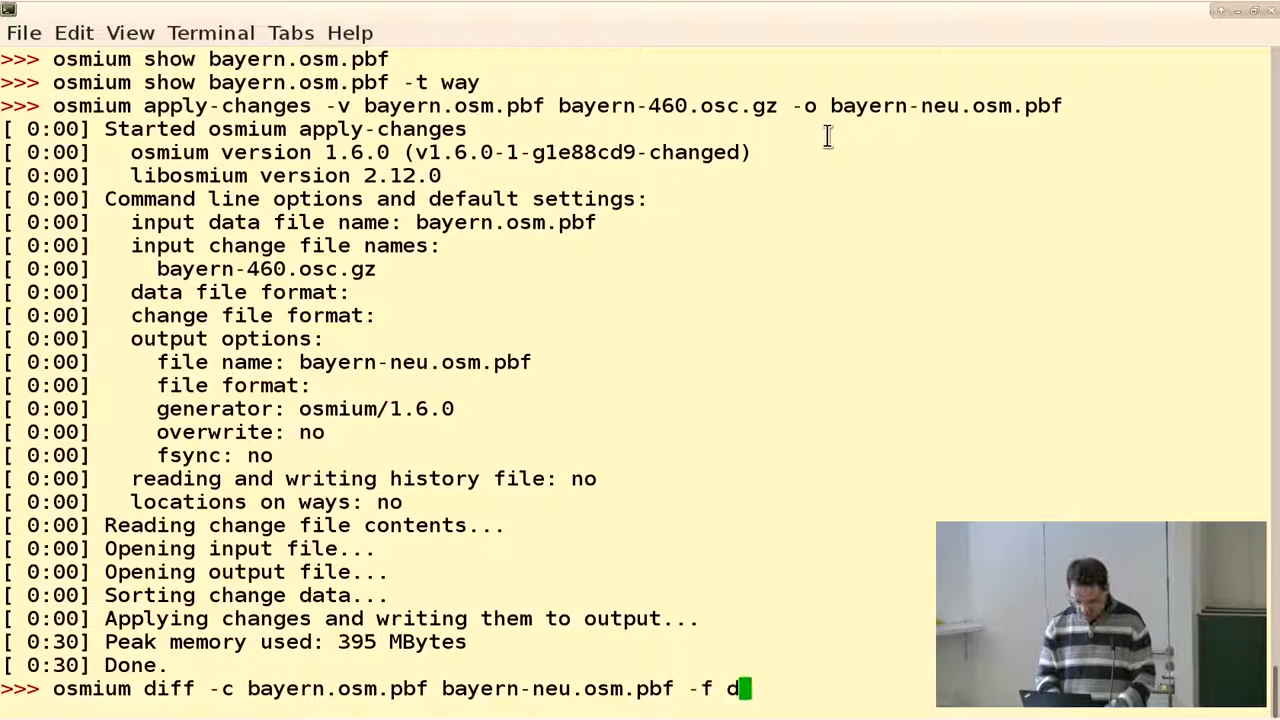 File Edit View Terminal Tabs Help
>>> osmium show bayern.osm.pbf
>>> osmium show bayern.osm.pbf -t way
>>> osmium apply-changes -v bayern.osm.pbf bayern-460.osc.gz -o bayern-neu.osm.pbf
[ 0:00] Started osmium apply-changes
[ 0:00]   osmium version 1.6.0 (v1.6.0-1-g1e88cd9-changed)
[ 0:00]   libosmium version 2.12.0
[ 0:00] Command line options and default settings:
[ 0:00]   input data file name: bayern.osm.pbf
[ 0:00]   input change file names:
[ 0:00]     bayern-460.osc.gz
[ 0:00]   data file format:
[ 0:00]   change file format:
[ 0:00]   output options:
[ 0:00]     file name: bayern-neu.osm.pbf
[ 0:00]     file format:
[ 0:00]     generator: osmium/1.6.0
[ 0:00]     overwrite: no
[ 0:00]     fsync: no
[ 0:00]   reading and writing history file: no
[ 0:00]   locations on ways: no
[ 0:00] Reading change file contents...
[ 0:00] Opening input file...
[ 0:00] Opening output file...
[ 0:00] Sorting change data...
[ 0:00] Applying changes and writing them to output...
[ 0:30] Peak memory used: 395 MBytes
[ 0:30] Done.
>>> osmium diff -c bayern.osm.pbf bayern-neu.osm.pbf -f d